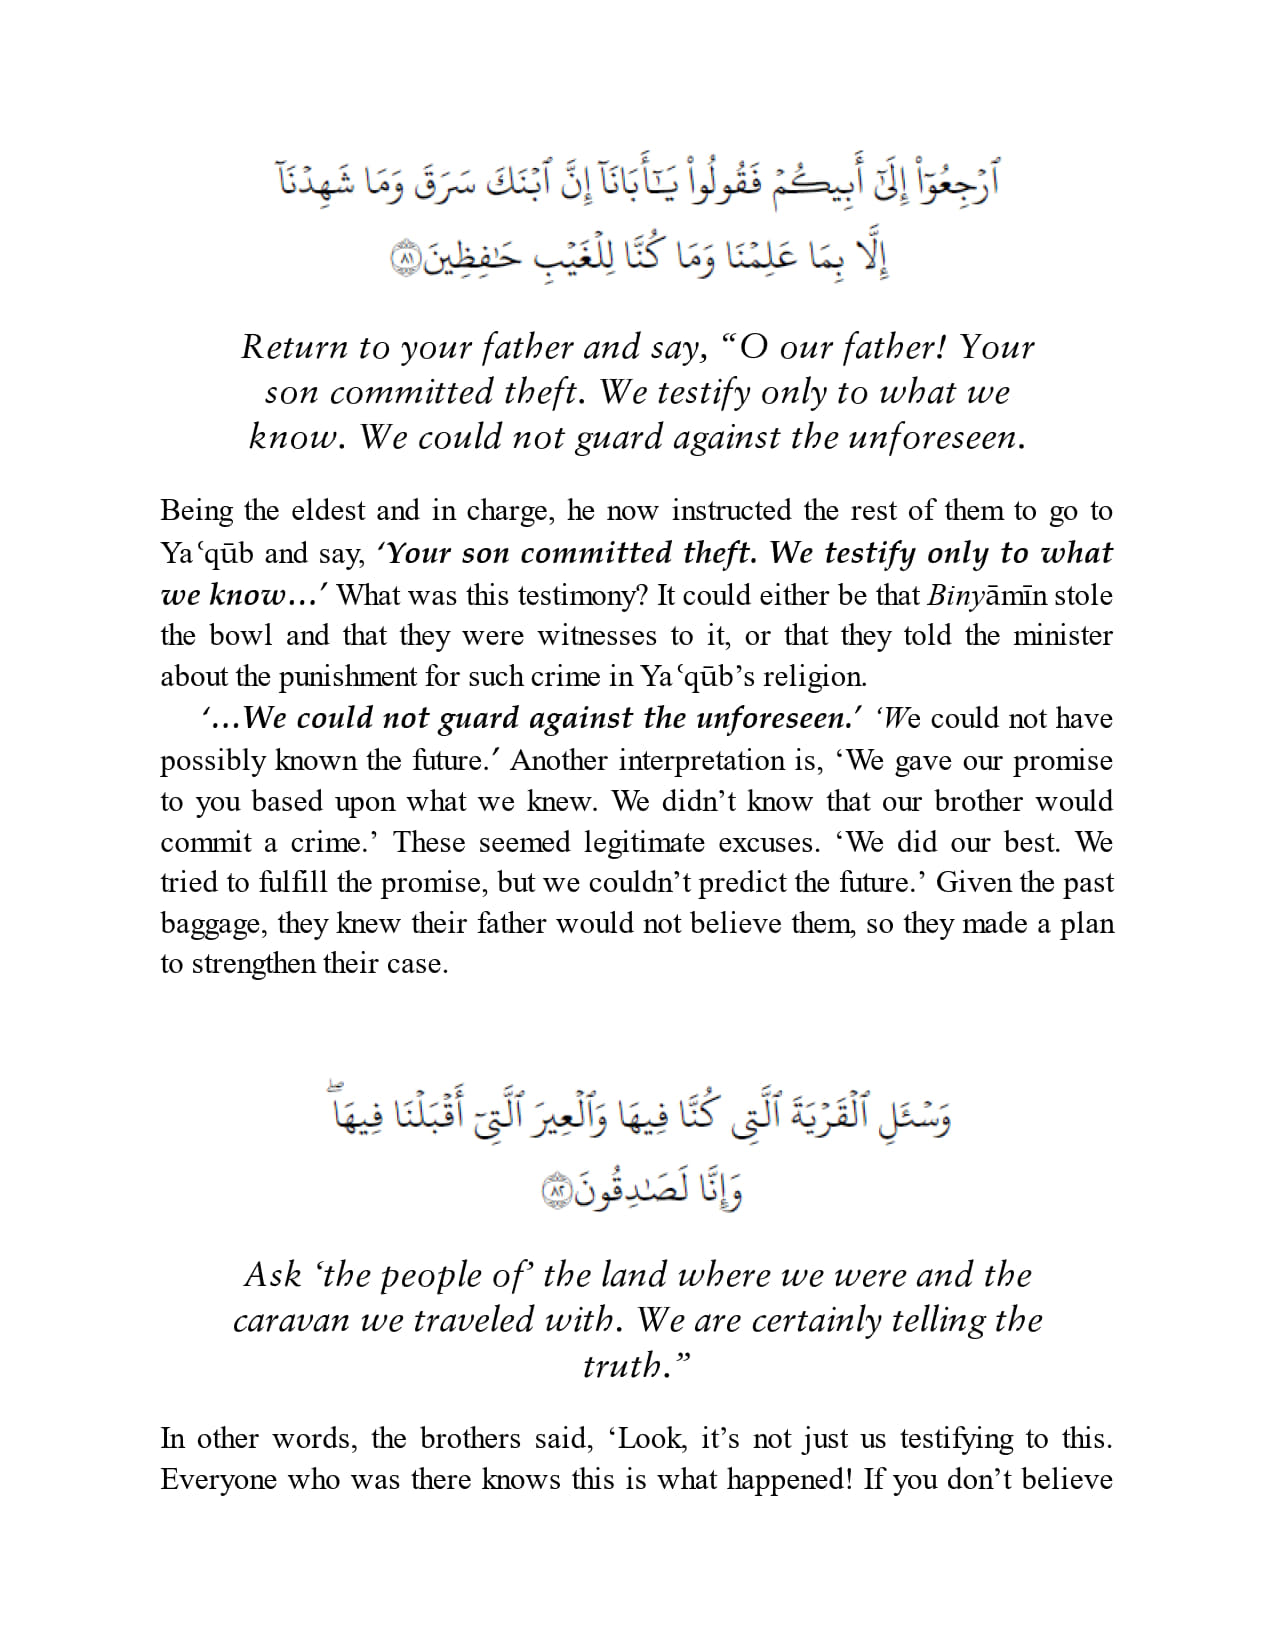 ٱرۡجِعُوٓاْ إِلَىٰٓ أَبِيكُمۡ فَقُولُواْ يَـٰٓأَبَانَآ إِنَّ ٱبۡنَكَ سَرَقَ وَمَا شَهِدۡنَآ
إِلَّا بِمَا عَلِمۡنَا وَمَا كُنَّا لِلۡغَيۡبِ حَـٰفِظِينَ ٨١
Return to your father and say, “O our father! Your
son committed theft. We testify only to what we
know. We could not guard against the unforeseen.
Being the eldest and in charge, he now instructed the rest of them to go to
Yaʿqūb and say, ‘Your son committed theft. We testify only to what
we know…’ What was this testimony? It could either be that Binyāmīn stole
the bowl and that they were witnesses to it, or that they told the minister
about the punishment for such crime in Yaʿqūb’s religion.
‘…We could not guard against the unforeseen.’ ‘We could not have
possibly known the future.’ Another interpretation is, ‘We gave our promise
to you based upon what we knew. We didn’t know that our brother would
commit a crime.’ These seemed legitimate excuses. ‘We did our best. We
tried to fulfill the promise, but we couldn’t predict the future.’ Given the past
baggage, they knew their father would not believe them, so they made a plan
to strengthen their case.
وَسۡـَٔلِ ٱلۡقَرۡيَةَ ٱلَّتِى كُنَّا فِيهَا وَٱلۡعِيرَ ٱلَّتِىٓ أَقۡبَلۡنَا فِيهَاۖ
وَإِنَّا لَصَـٰدِقُونَ ٨٢
Ask ‘the people of’ the land where we were and the
caravan we traveled with. We are certainly telling the
truth.”
In other words, the brothers said, ‘Look, it’s not just us testifying to this.
Everyone who was there knows this is what happened! If you don’t believe